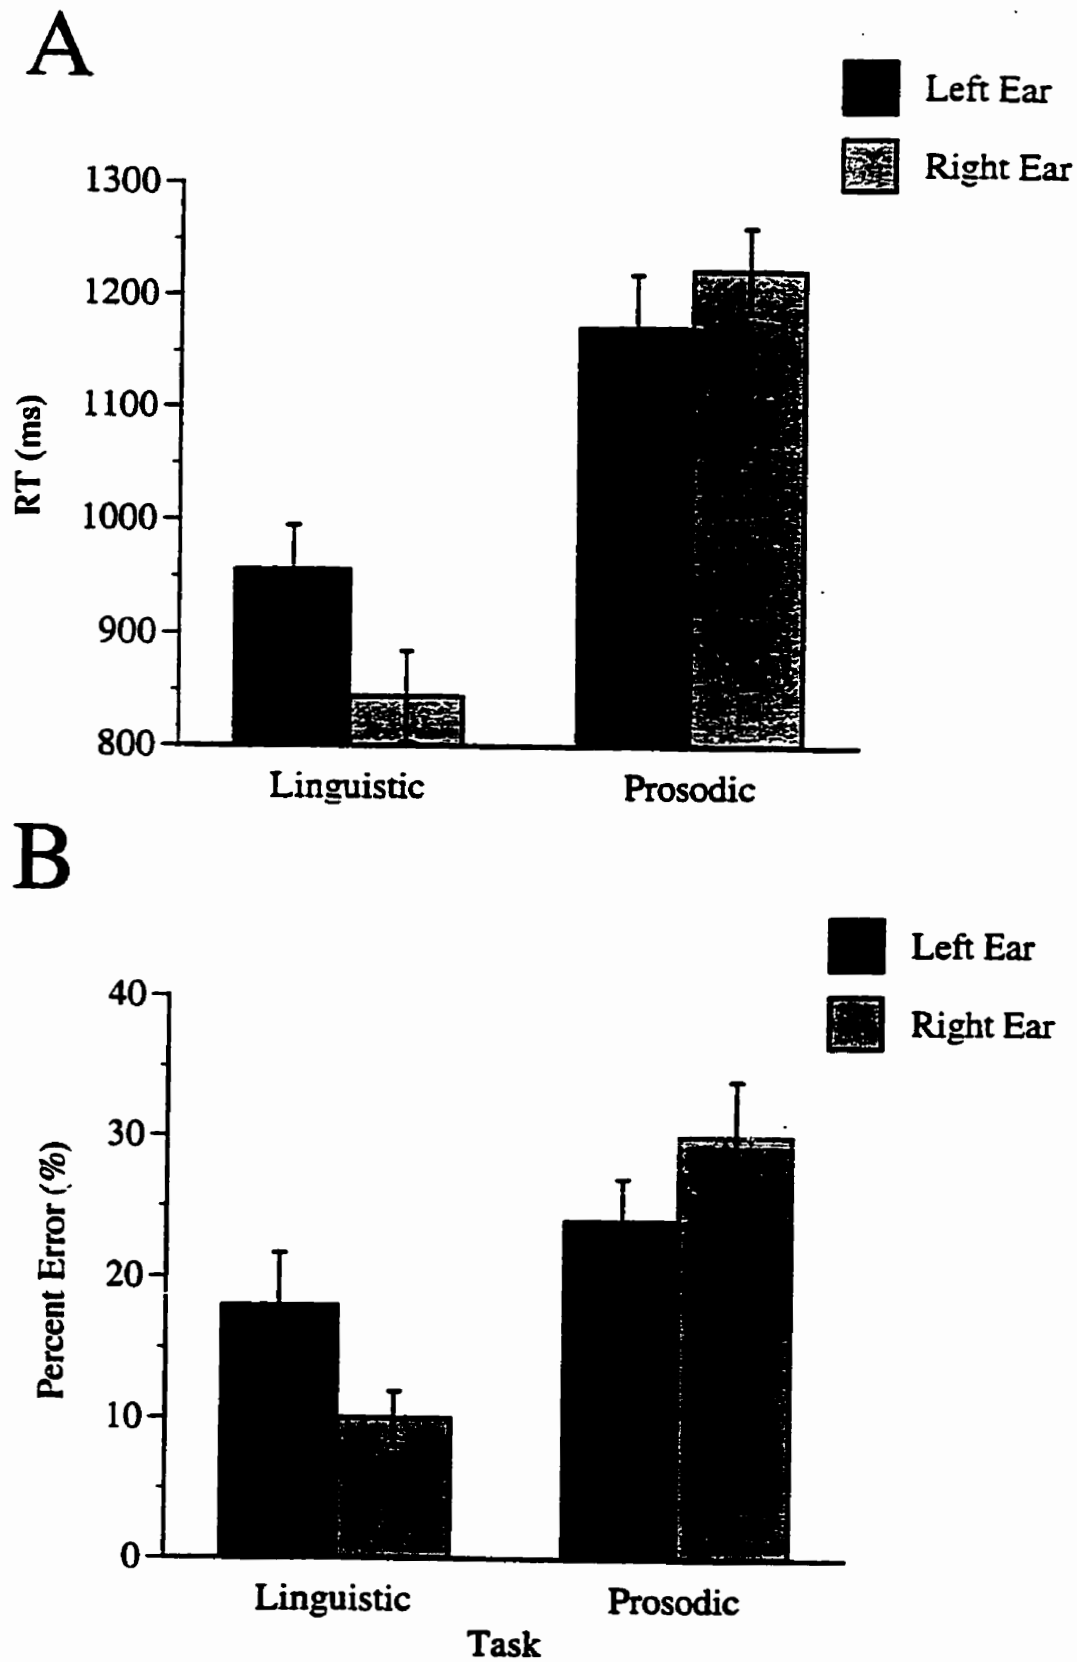 A
Left Ear
Right Ear
1300
1200
1100
1000
900
800
RT (ms)
Linguistic Prosodic
B
Left Ear
Right Ear
40
30
20
10
0
Percent Error (%)
Linguistic Prosodic
Task